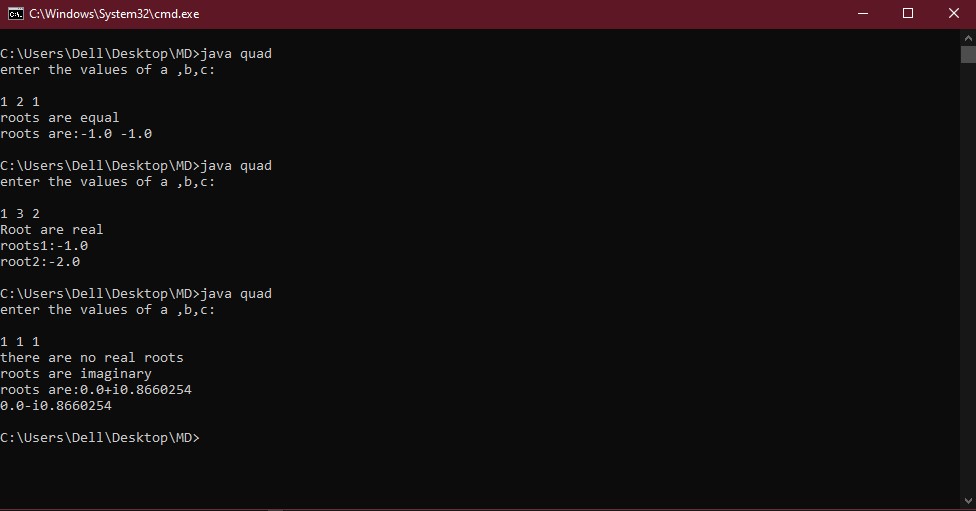 C:\Windows\System32\cmd.exe
C:\Users\Dell\Desktop\MD>java quad
enter the values of a ,b,c:
1 2 1
roots are equal
roots are:-1.0 -1.0
C:\Users\Dell\Desktop\MD>java quad
enter the values of a ,b,c:
1 3 2
Root are real
roots1:-1.0
root2:-2.0
C:\Users\Dell\Desktop\MD>java quad
enter the values of a ,b,c:
1 1 1
there are no real roots
roots are imaginary
roots are:0.0+i0.8660254
0.0-i0.8660254
C:\Users\Dell\Desktop\MD>